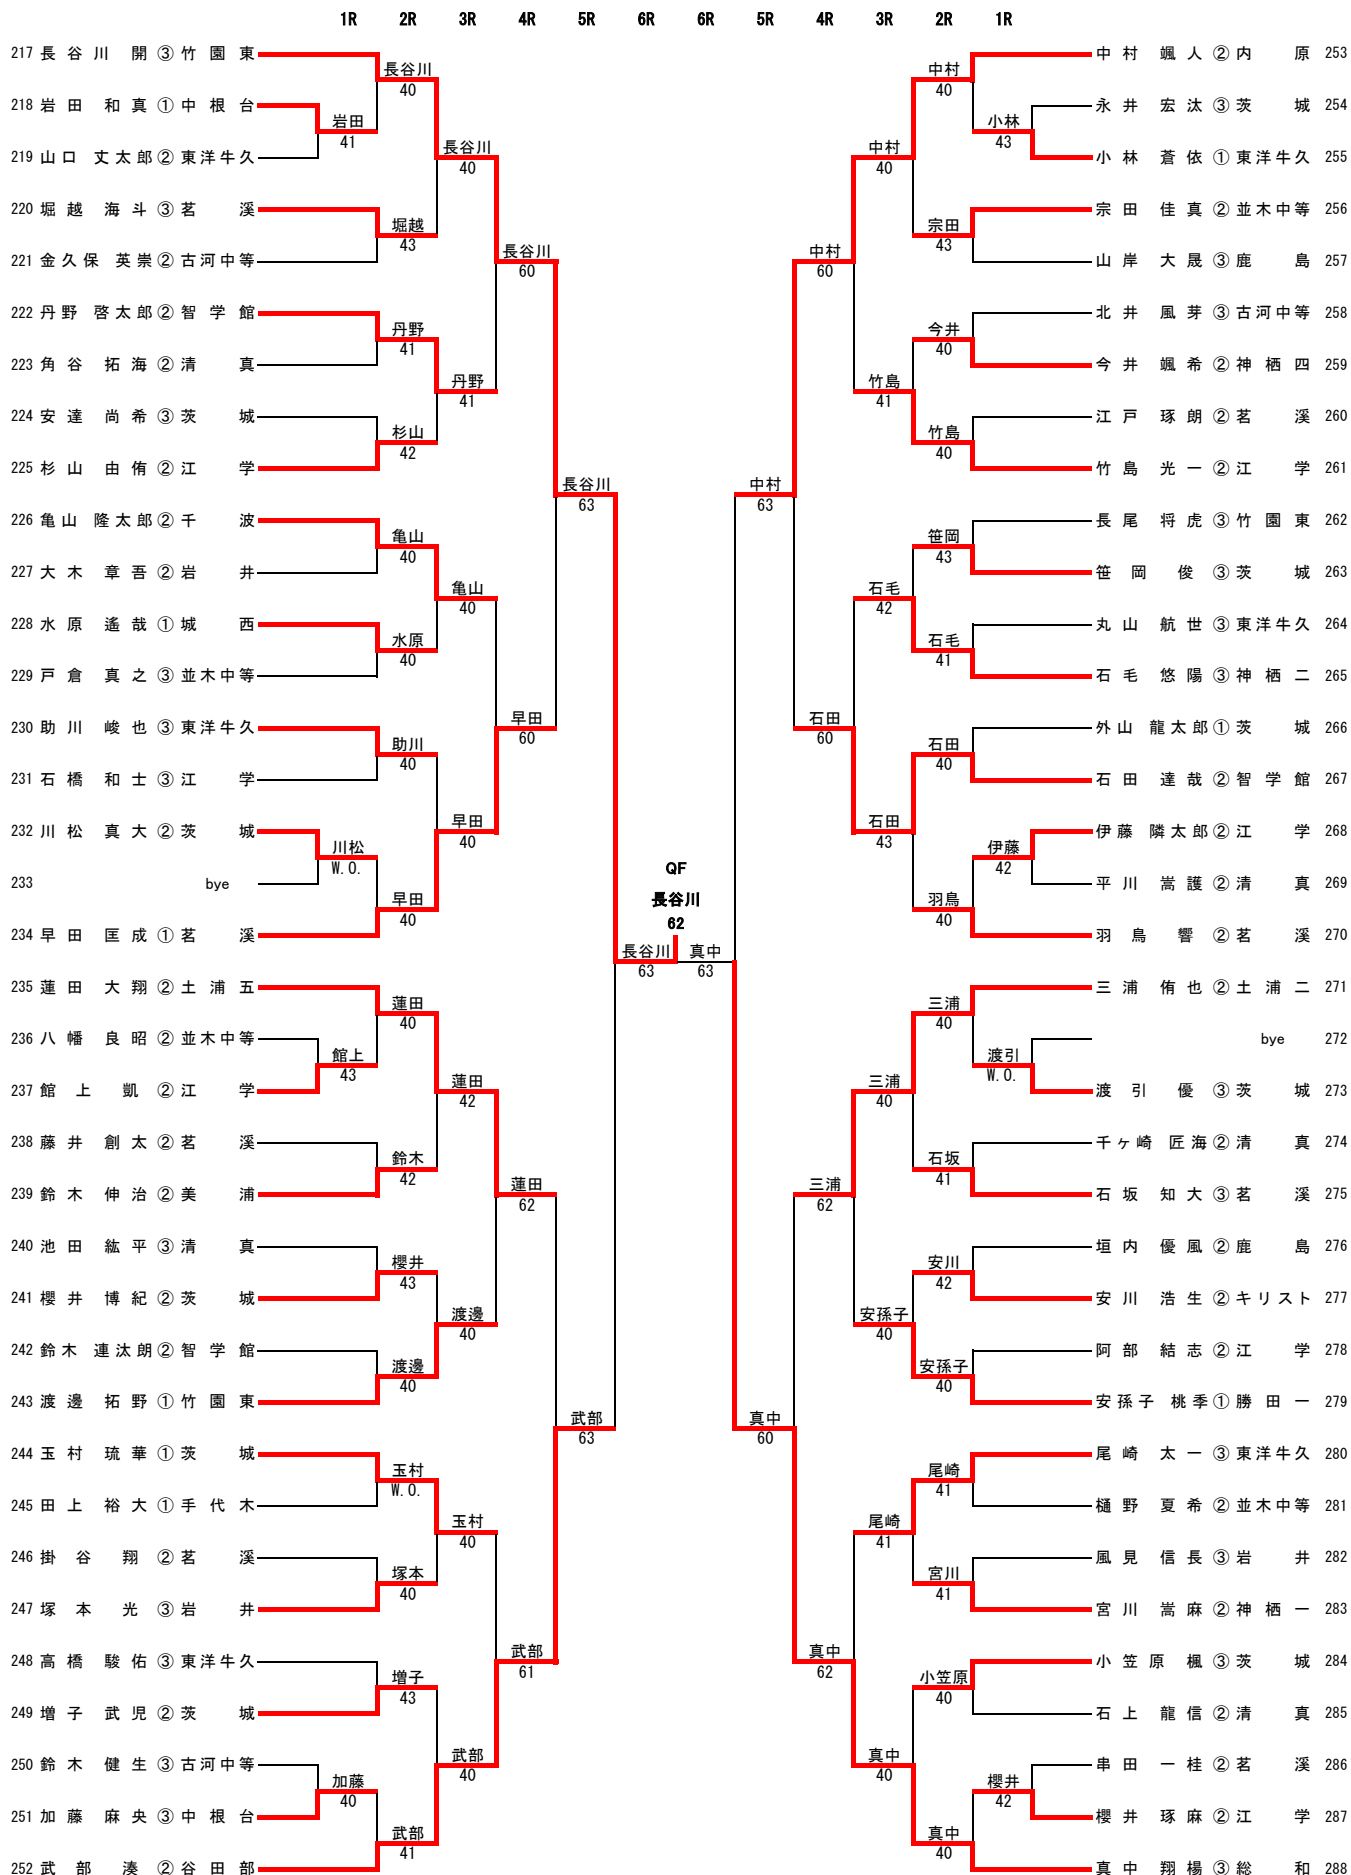 1R 2R 3R 4R 5R 6R 6R 5R 4R 3R 2R 1R
217 長谷川 開 ③ 竹園東
218 岩田 和真 ① 中根台
219 山口 丈太郎 ② 東洋牛久
220 堀越 海斗 ③ 茗溪
221 金久保 英崇 ② 古河中等
222 丹野 啓太郎 ② 智学館
223 角谷 拓海 ② 清真
224 安達 尚希 ③ 茨城
225 杉山 由侑 ② 江学
226 亀山 隆太郎 ② 千波
227 大木 章吾 ② 岩井
228 水原 遙哉 ① 城西
229 戸倉 真之 ③ 並木中等
230 助川 峻也 ③ 東洋牛久
231 石橋 和士 ③ 江学
232 川松 真大 ② 茨城
233 bye
234 早田 匡成 ① 茗溪
235 蓮田 大翔 ② 土浦五
236 八幡 良昭 ② 並木中等
237 館上 凱 ② 江学
238 藤井 創太 ② 茗溪
239 鈴木 伸治 ② 美浦
240 池田 紘平 ③ 清真
241 櫻井 博紀 ② 茨城
242 鈴木 連汰朗 ② 智学館
243 渡邊 拓野 ① 竹園東
244 玉村 琉華 ① 茨城
245 田上 裕大 ① 手代木
246 掛谷 翔 ② 茗溪
247 塚本 光 ③ 岩井
248 高橋 駿佑 ③ 東洋牛久
249 増子 武児 ② 茨城
250 鈴木 健生 ③ 古河中等
251 加藤 麻央 ③ 中根台
252 武部 湊 ② 谷田部
岩田
41
川松
W.O.
館上
43
加藤
40
長谷川
40
堀越
43
丹野
41
杉山
42
亀山
40
水原
40
助川
40
早田
40
蓮田
40
鈴木
42
櫻井
43
渡邊
40
玉村
W.O.
塚本
40
増子
43
武部
41
長谷川
40
丹野
41
亀山
40
早田
40
蓮田
42
渡邊
40
玉村
40
武部
40
長谷川
60
早田
60
蓮田
62
武部
61
長谷川
63
武部
63
QF
長谷川
62
長谷川
63
真中
63
中村
63
真中
60
中村
60
石田
60
三浦
62
真中
62
中村
40
竹島
41
石毛
42
石田
43
三浦
40
安孫子
40
尾崎
41
真中
40
中村
40
宗田
43
今井
40
竹島
40
笹岡
43
石毛
41
石田
40
羽鳥
40
三浦
40
石坂
41
安川
42
安孫子
40
尾崎
41
宮川
41
小笠原
40
真中
40
小林
43
伊藤
42
渡引
W.O.
櫻井
42
中村 颯人 ② 内原 253
永井 宏汰 ③ 茨城 254
小林 蒼依 ① 東洋牛久 255
宗田 佳真 ② 並木中等 256
山岸 大晟 ③ 鹿島 257
北井 風芽 ③ 古河中等 258
今井 颯希 ② 神栖四 259
江戸 琢朗 ② 茗溪 260
竹島 光一 ② 江学 261
長尾 将虎 ③ 竹園東 262
笹岡 俊 ③ 茨城 263
丸山 航世 ③ 東洋牛久 264
石毛 悠陽 ③ 神栖二 265
外山 龍太郎 ① 茨城 266
石田 達哉 ② 智学館 267
伊藤 隣太郎 ② 江学 268
平川 嵩護 ② 清真 269
羽鳥 響 ② 茗溪 270
三浦 侑也 ② 土浦二 271
bye 272
渡引 優 ③ 茨城 273
千ヶ崎 匠海 ② 清真 274
石坂 知大 ③ 茗溪 275
垣内 優風 ② 鹿島 276
安川 浩生 ② キリスト 277
阿部 結志 ② 江学 278
安孫子 桃季 ① 勝田一 279
尾崎 太一 ③ 東洋牛久 280
樋野 夏希 ② 並木中等 281
風見 信長 ③ 岩井 282
宮川 嵩麻 ② 神栖一 283
小笠原 楓 ③ 茨城 284
石上 龍信 ② 清真 285
串田 一桂 ② 茗溪 286
櫻井 琢麻 ② 江学 287
真中 翔楊 ③ 総和 288